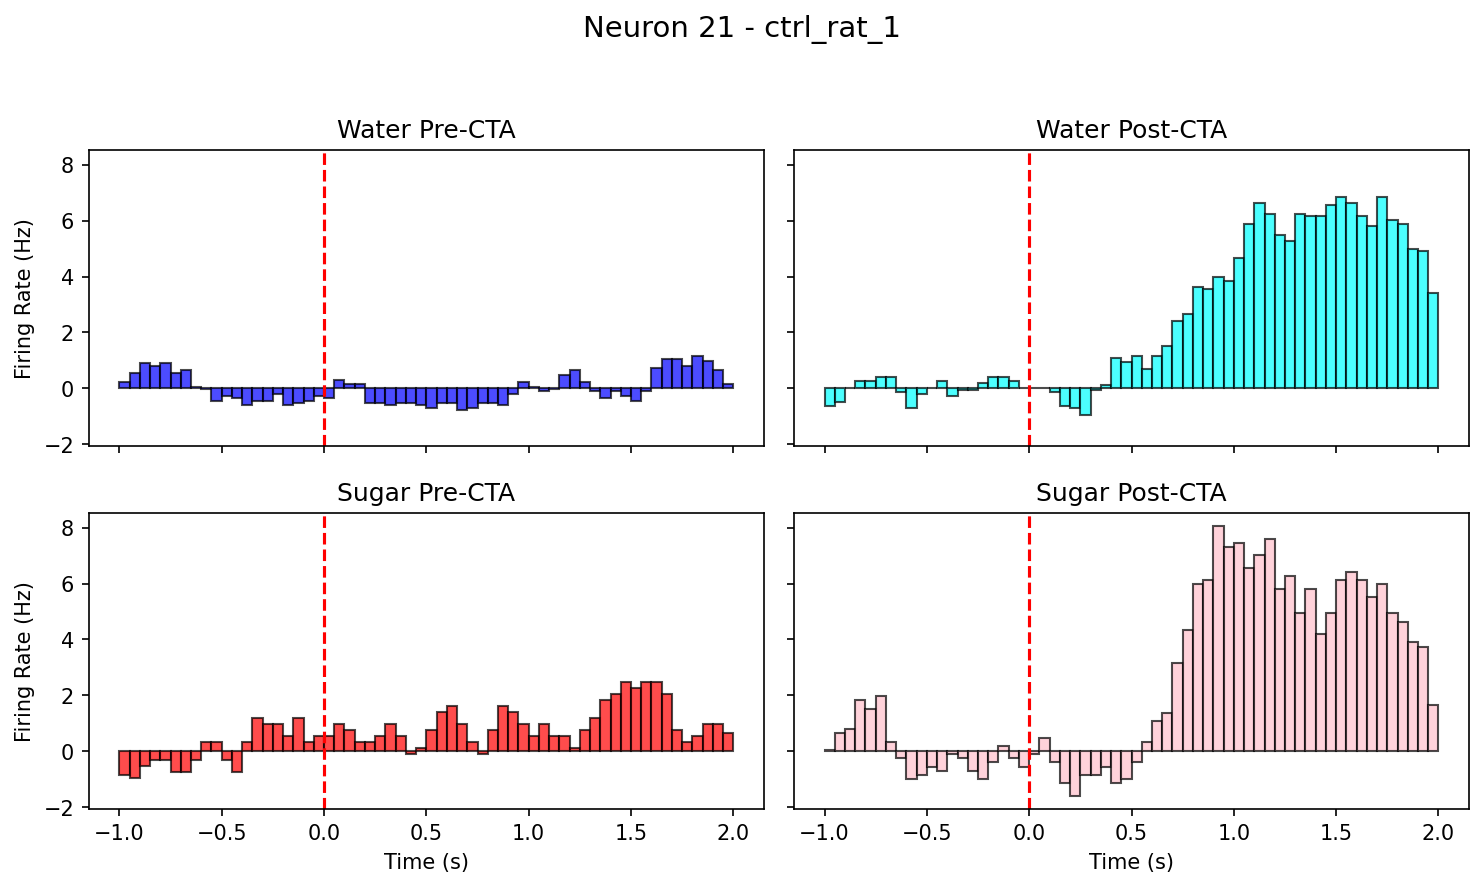 Neuron 21 - ctrl_rat_1
Water Pre-CTA
Water Post-CTA
Firing Rate (Hz)
8
6
4
2
0
−2
Sugar Pre-CTA
Sugar Post-CTA
Firing Rate (Hz)
8
6
4
2
0
−2
−1.0 −0.5 0.0 0.5 1.0 1.5 2.0
−1.0 −0.5 0.0 0.5 1.0 1.5 2.0
Time (s)
Time (s)